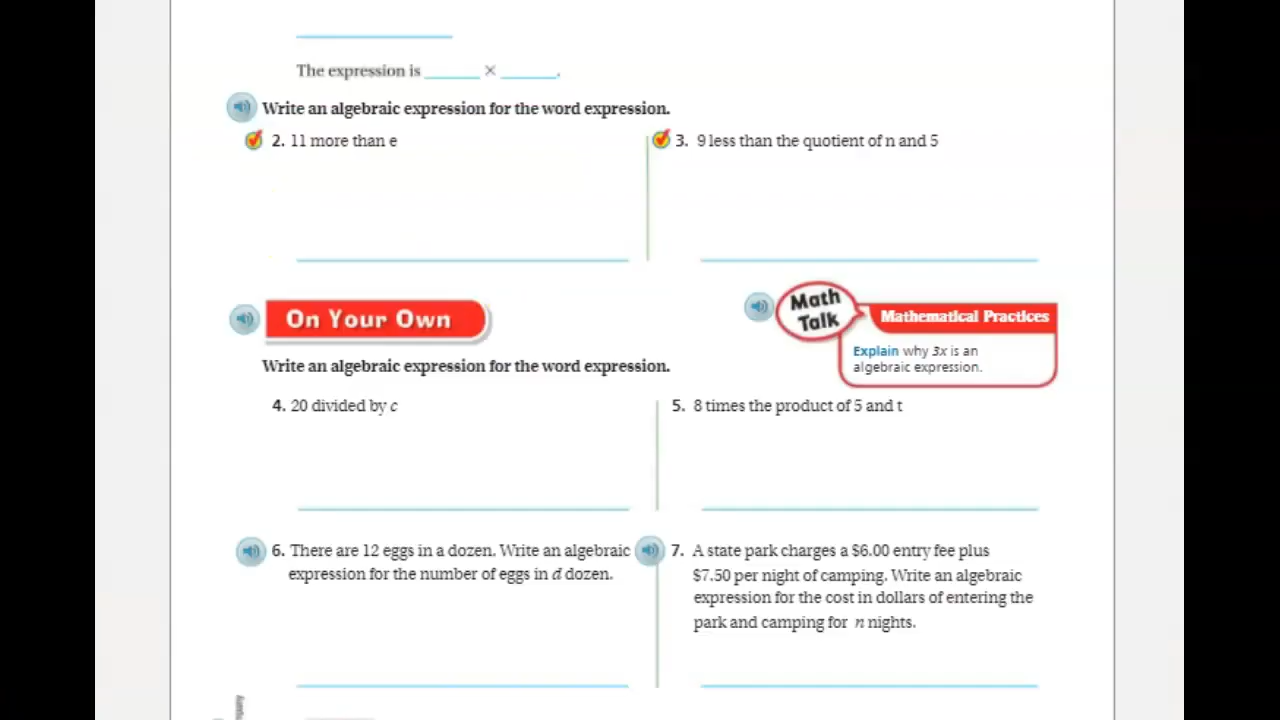 The expression is ______ × ______.
Write an algebraic expression for the word expression.
2. 11 more than e
3. 9 less than the quotient of n and 5
On Your Own
Math
Talk
Mathematical Practices
Explain why 3x is an
algebraic expression.
Write an algebraic expression for the word expression.
4. 20 divided by c
5. 8 times the product of 5 and t
6. There are 12 eggs in a dozen. Write an algebraic
expression for the number of eggs in d dozen.
7. A state park charges a $6.00 entry fee plus
$7.50 per night of camping. Write an algebraic
expression for the cost in dollars of entering the
park and camping for n nights.